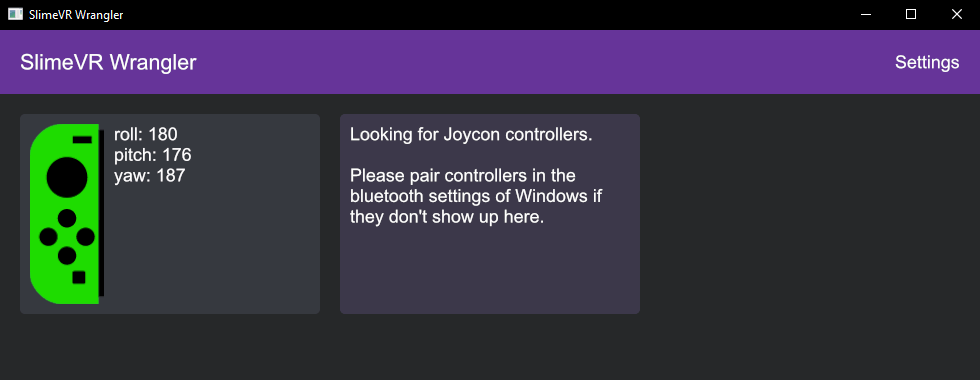 SlimeVR Wrangler
SlimeVR Wrangler
Settings
roll: 180
pitch: 176
yaw: 187
Looking for Joycon controllers.
Please pair controllers in the
bluetooth settings of Windows if
they don't show up here.